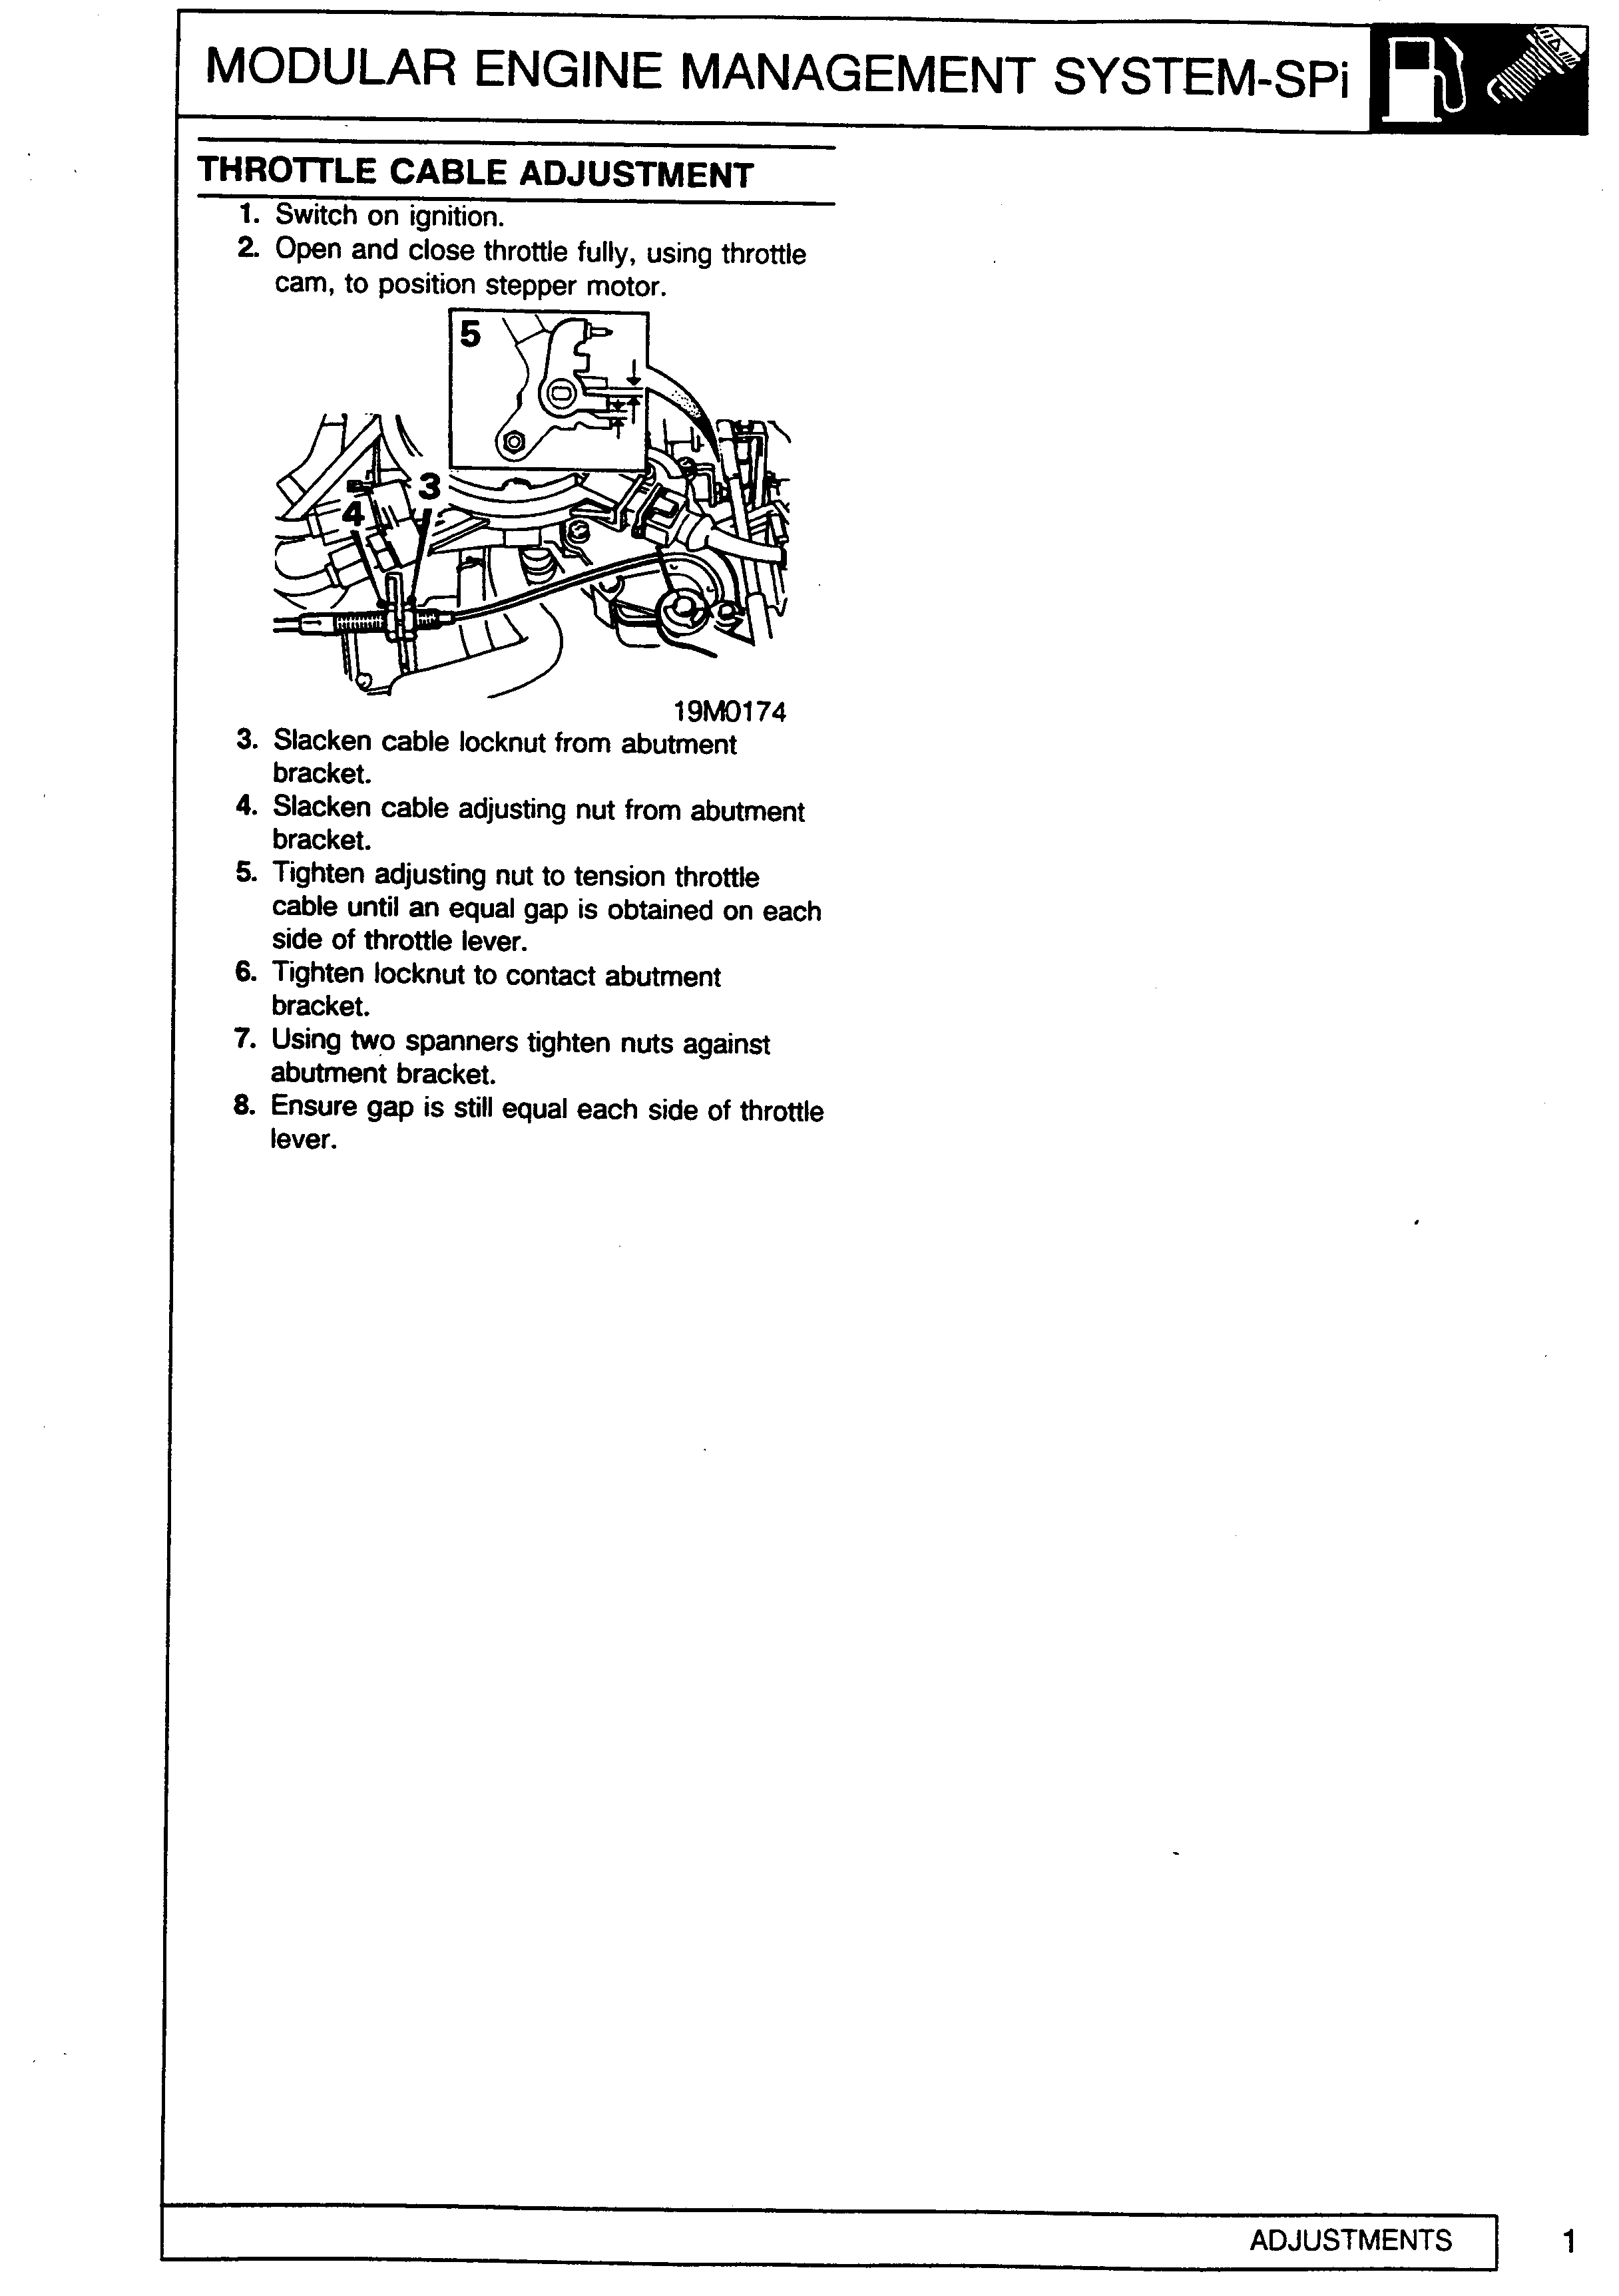 MODULAR ENGINE MANAGEMENT SYSTEM-SPi
THROTTLE CABLE ADJUSTMENT
1. Switch on ignition.
2. Open and close throttle fully, using throttle
cam, to position stepper motor.
5
3
4
19M0174
3. Slacken cable locknut from abutment
bracket.
4. Slacken cable adjusting nut from abutment
bracket.
5. Tighten adjusting nut to tension throttle
cable until an equal gap is obtained on each
side of throttle lever.
6. Tighten locknut to contact abutment
bracket.
7. Using two spanners tighten nuts against
abutment bracket.
8. Ensure gap is still equal each side of throttle
lever.
ADJUSTMENTS
1